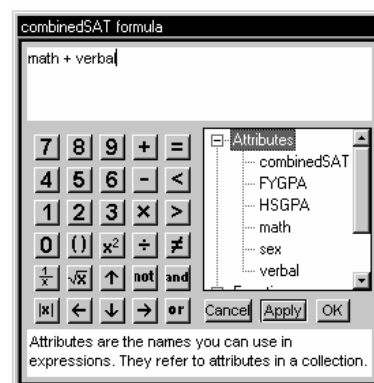 combinedSAT formula
math + verbal
7 8 9 + =
4 5 6 - <
1 2 3 × >
0 () x² ÷ ≠
1/x √x ↑ not and
|x| ← ↓ → or
Attributes
combinedSAT
FYGPA
HSGPA
math
sex
verbal
Cancel Apply OK
Attributes are the names you can use in
expressions. They refer to attributes in a collection.